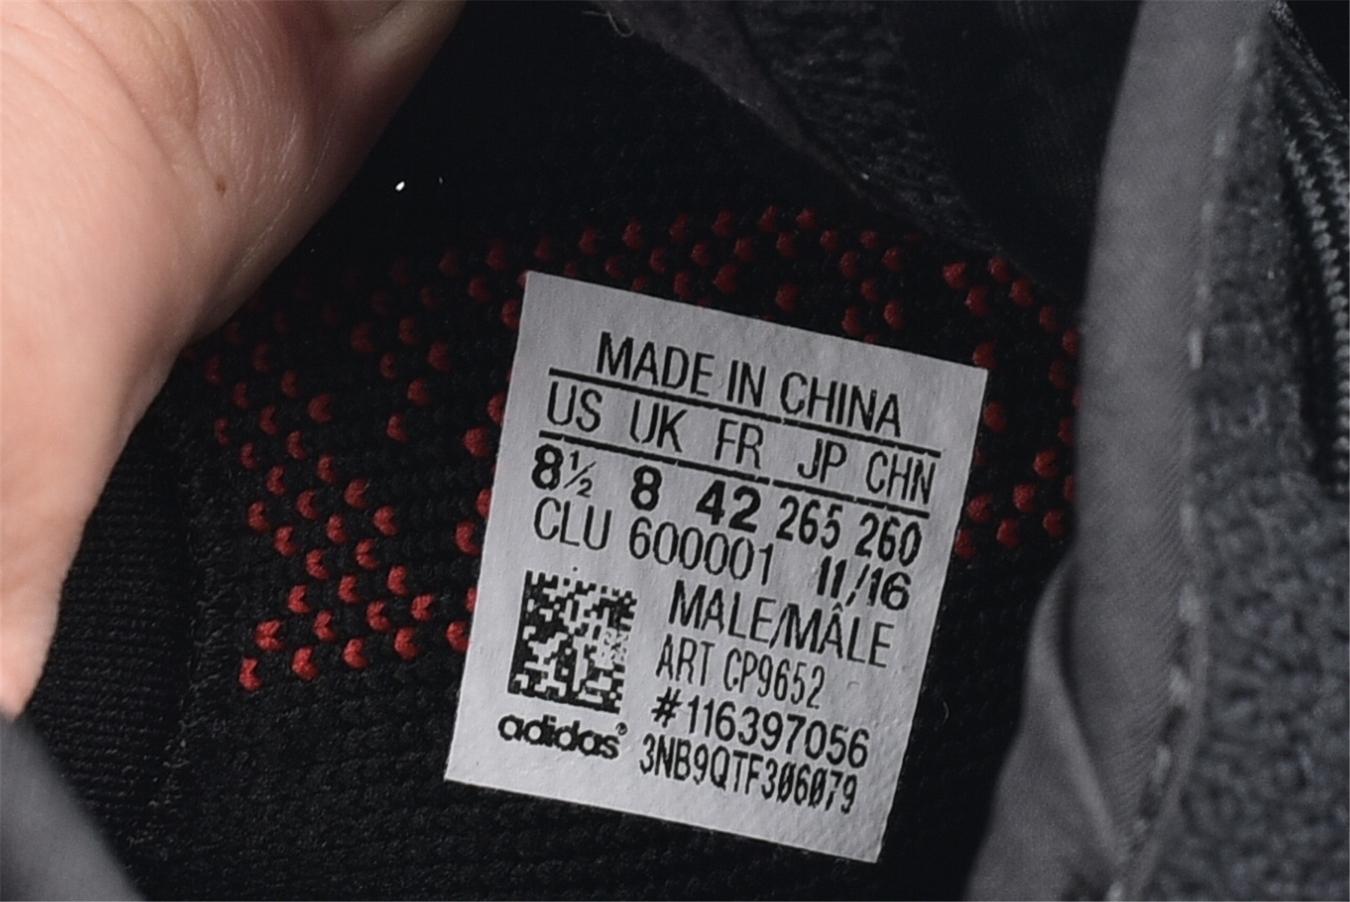 MADE IN CHINA
US UK FR JP CHN
8½ 8 42 265 260
CLU 600001 11/16
MALE/MÂLE
ART CP9652
#116397056
adidas®
3NB9QTF306079